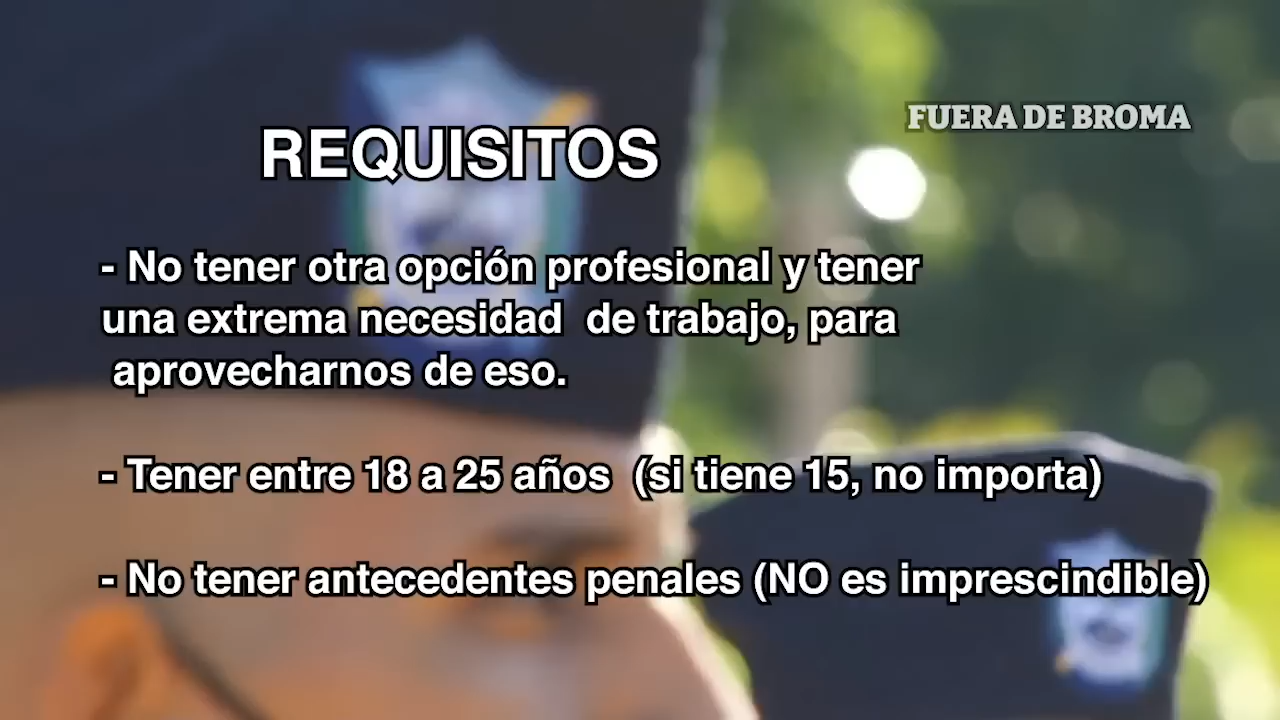 FUERA DE BROMA
REQUISITOS
- No tener otra opción profesional y tener
una extrema necesidad de trabajo, para
aprovecharnos de eso.
- Tener entre 18 a 25 años (si tiene 15, no importa)
- No tener antecedentes penales (NO es imprescindible)